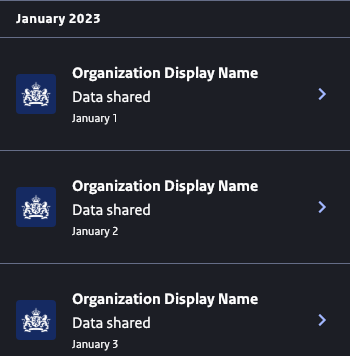 January 2023
Organization Display Name
Data shared
January 1
Organization Display Name
Data shared
January 2
Organization Display Name
Data shared
January 3